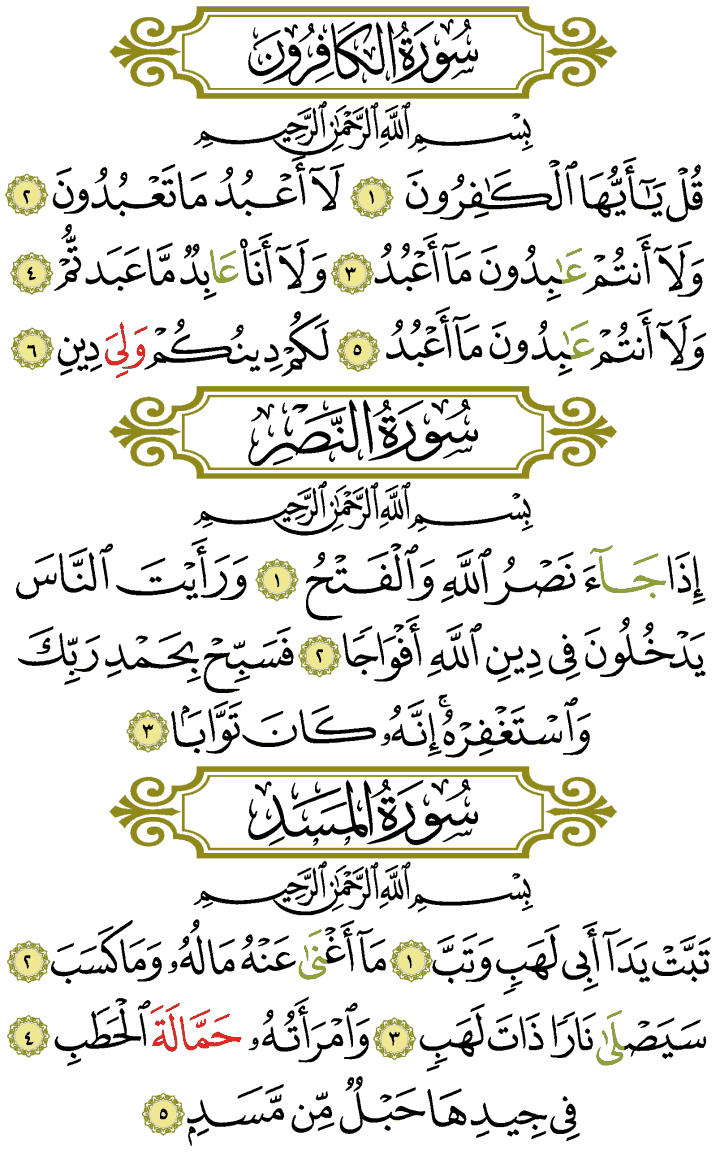 سُورَةُ الكَافِرُونَ
بِسْمِ ٱللَّهِ ٱلرَّحْمَٰنِ ٱلرَّحِيمِ
قُلْ يَـٰٓأَيُّهَا ٱلْكَـٰفِرُونَ ١ لَآ أَعْبُدُ مَا تَعْبُدُونَ ٢
وَلَآ أَنتُمْ عَـٰبِدُونَ مَآ أَعْبُدُ ٣ وَلَآ أَنَا۠ عَابِدٌ مَّا عَبَدتُّمْ ٤
وَلَآ أَنتُمْ عَـٰبِدُونَ مَآ أَعْبُدُ ٥ لَكُمْ دِينُكُمْ وَلِىَ دِينِ ٦
سُورَةُ النَّصْرِ
بِسْمِ ٱللَّهِ ٱلرَّحْمَٰنِ ٱلرَّحِيمِ
إِذَا جَآءَ نَصْرُ ٱللَّهِ وَٱلْفَتْحُ ١ وَرَأَيْتَ ٱلنَّاسَ
يَدْخُلُونَ فِى دِينِ ٱللَّهِ أَفْوَاجًا ٢ فَسَبِّحْ بِحَمْدِ رَبِّكَ
وَٱسْتَغْفِرْهُ ۚ إِنَّهُۥ كَانَ تَوَّابًۢا ٣
سُورَةُ المَسَدِ
بِسْمِ ٱللَّهِ ٱلرَّحْمَٰنِ ٱلرَّحِيمِ
تَبَّتْ يَدَآ أَبِى لَهَبٍ وَتَبَّ ١ مَآ أَغْنَىٰ عَنْهُ مَالُهُۥ وَمَا كَسَبَ ٢
سَيَصْلَىٰ نَارًا ذَاتَ لَهَبٍ ٣ وَٱمْرَأَتُهُۥ حَمَّالَةَ ٱلْحَطَبِ ٤
فِى جِيدِهَا حَبْلٌ مِّن مَّسَدٍۭ ٥